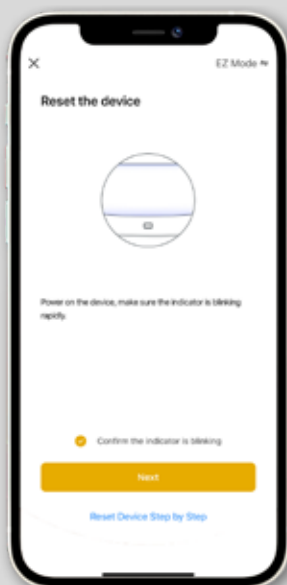 EZ Mode ⇋
Reset the device
Power on the device, make sure the indicator is blinking
rapidly.
Confirm the indicator is blinking
Next
Reset Device Step by Step